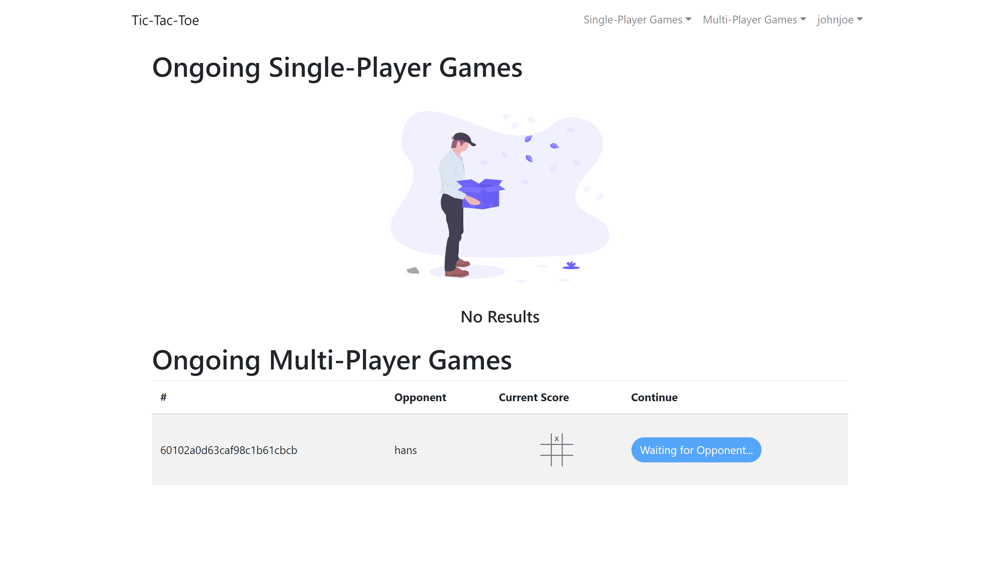 Tic-Tac-Toe Single-Player Games Multi-Player Games johnjoe
Ongoing Single-Player Games
No Results
Ongoing Multi-Player Games
# Opponent Current Score Continue
X
60102a0d63caf98c1b61cbcb hans Waiting for Opponent...